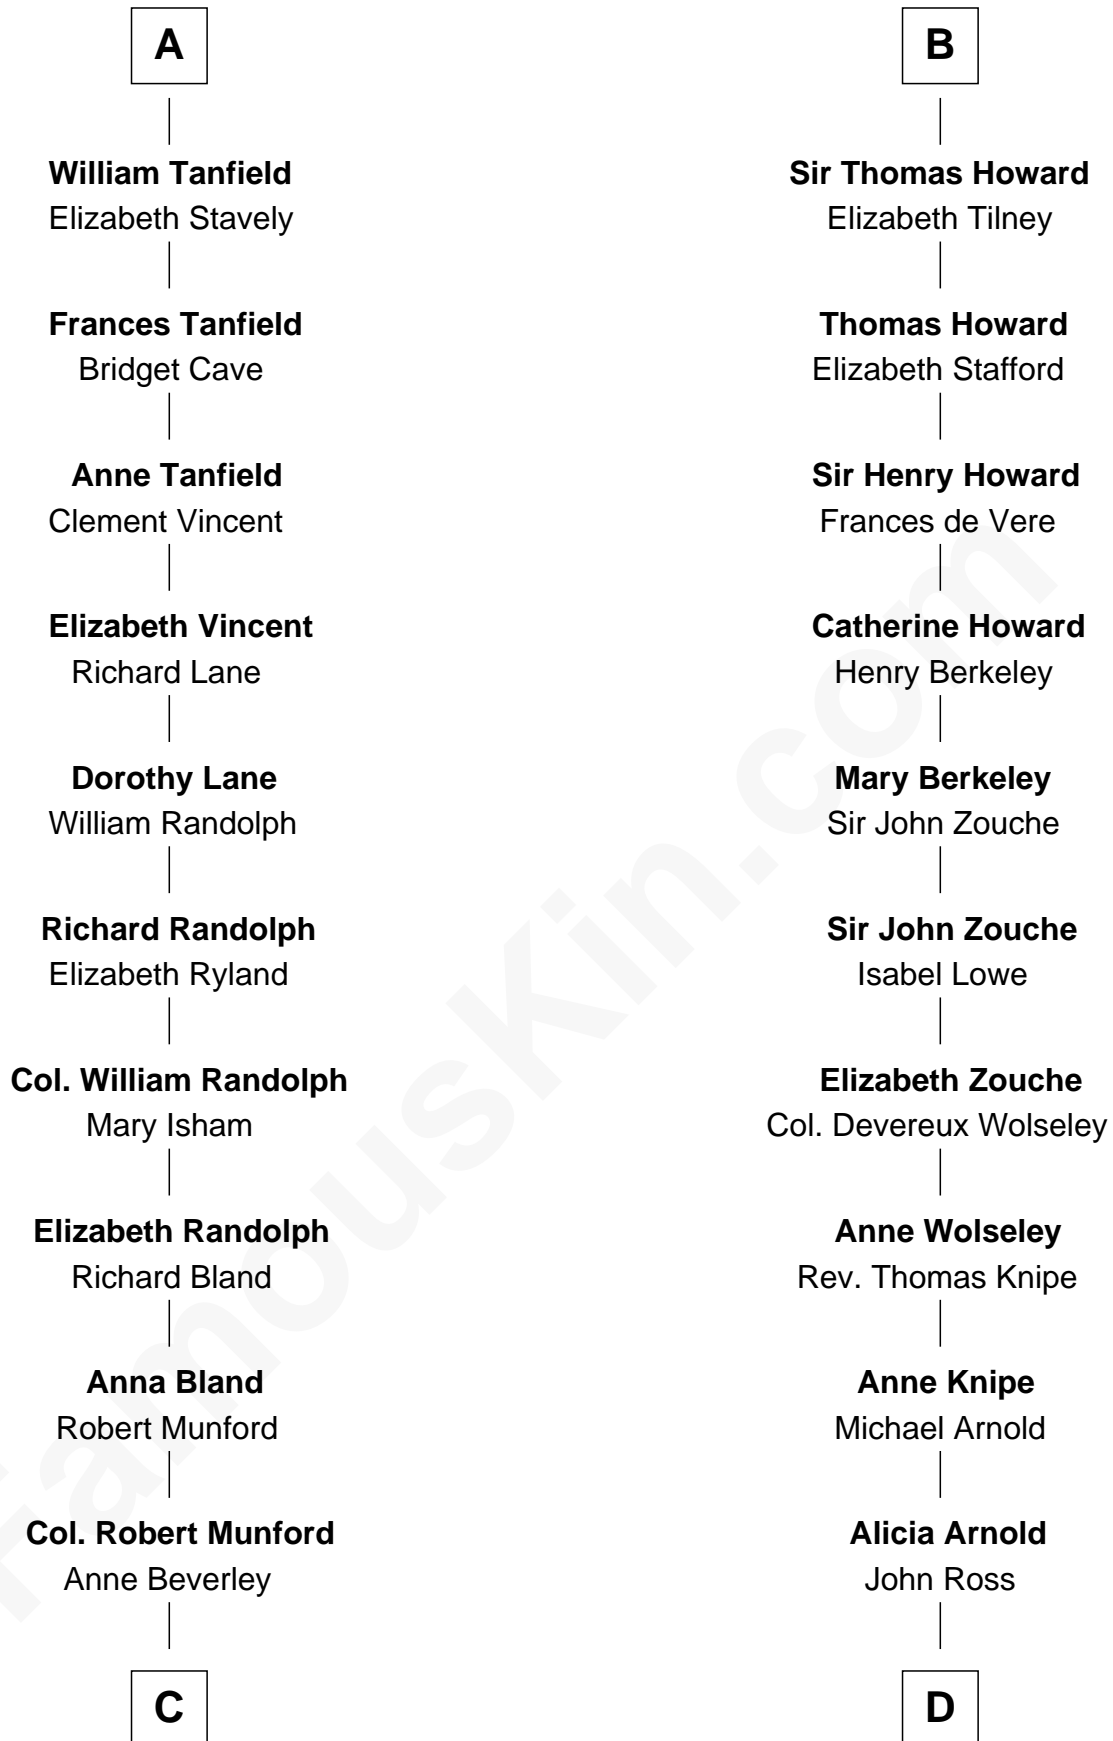 A
William Tanfield
Elizabeth Stavely
Frances Tanfield
Bridget Cave
Anne Tanfield
Clement Vincent
Elizabeth Vincent
Richard Lane
Dorothy Lane
William Randolph
Richard Randolph
Elizabeth Ryland
Col. William Randolph
Mary Isham
Elizabeth Randolph
Richard Bland
Anna Bland
Robert Munford
Col. Robert Munford
Anne Beverley
C
B
Sir Thomas Howard
Elizabeth Tilney
Thomas Howard
Elizabeth Stafford
Sir Henry Howard
Frances de Vere
Catherine Howard
Henry Berkeley
Mary Berkeley
Sir John Zouche
Sir John Zouche
Isabel Lowe
Elizabeth Zouche
Col. Devereux Wolseley
Anne Wolseley
Rev. Thomas Knipe
Anne Knipe
Michael Arnold
Alicia Arnold
John Ross
D
FamousKin.com